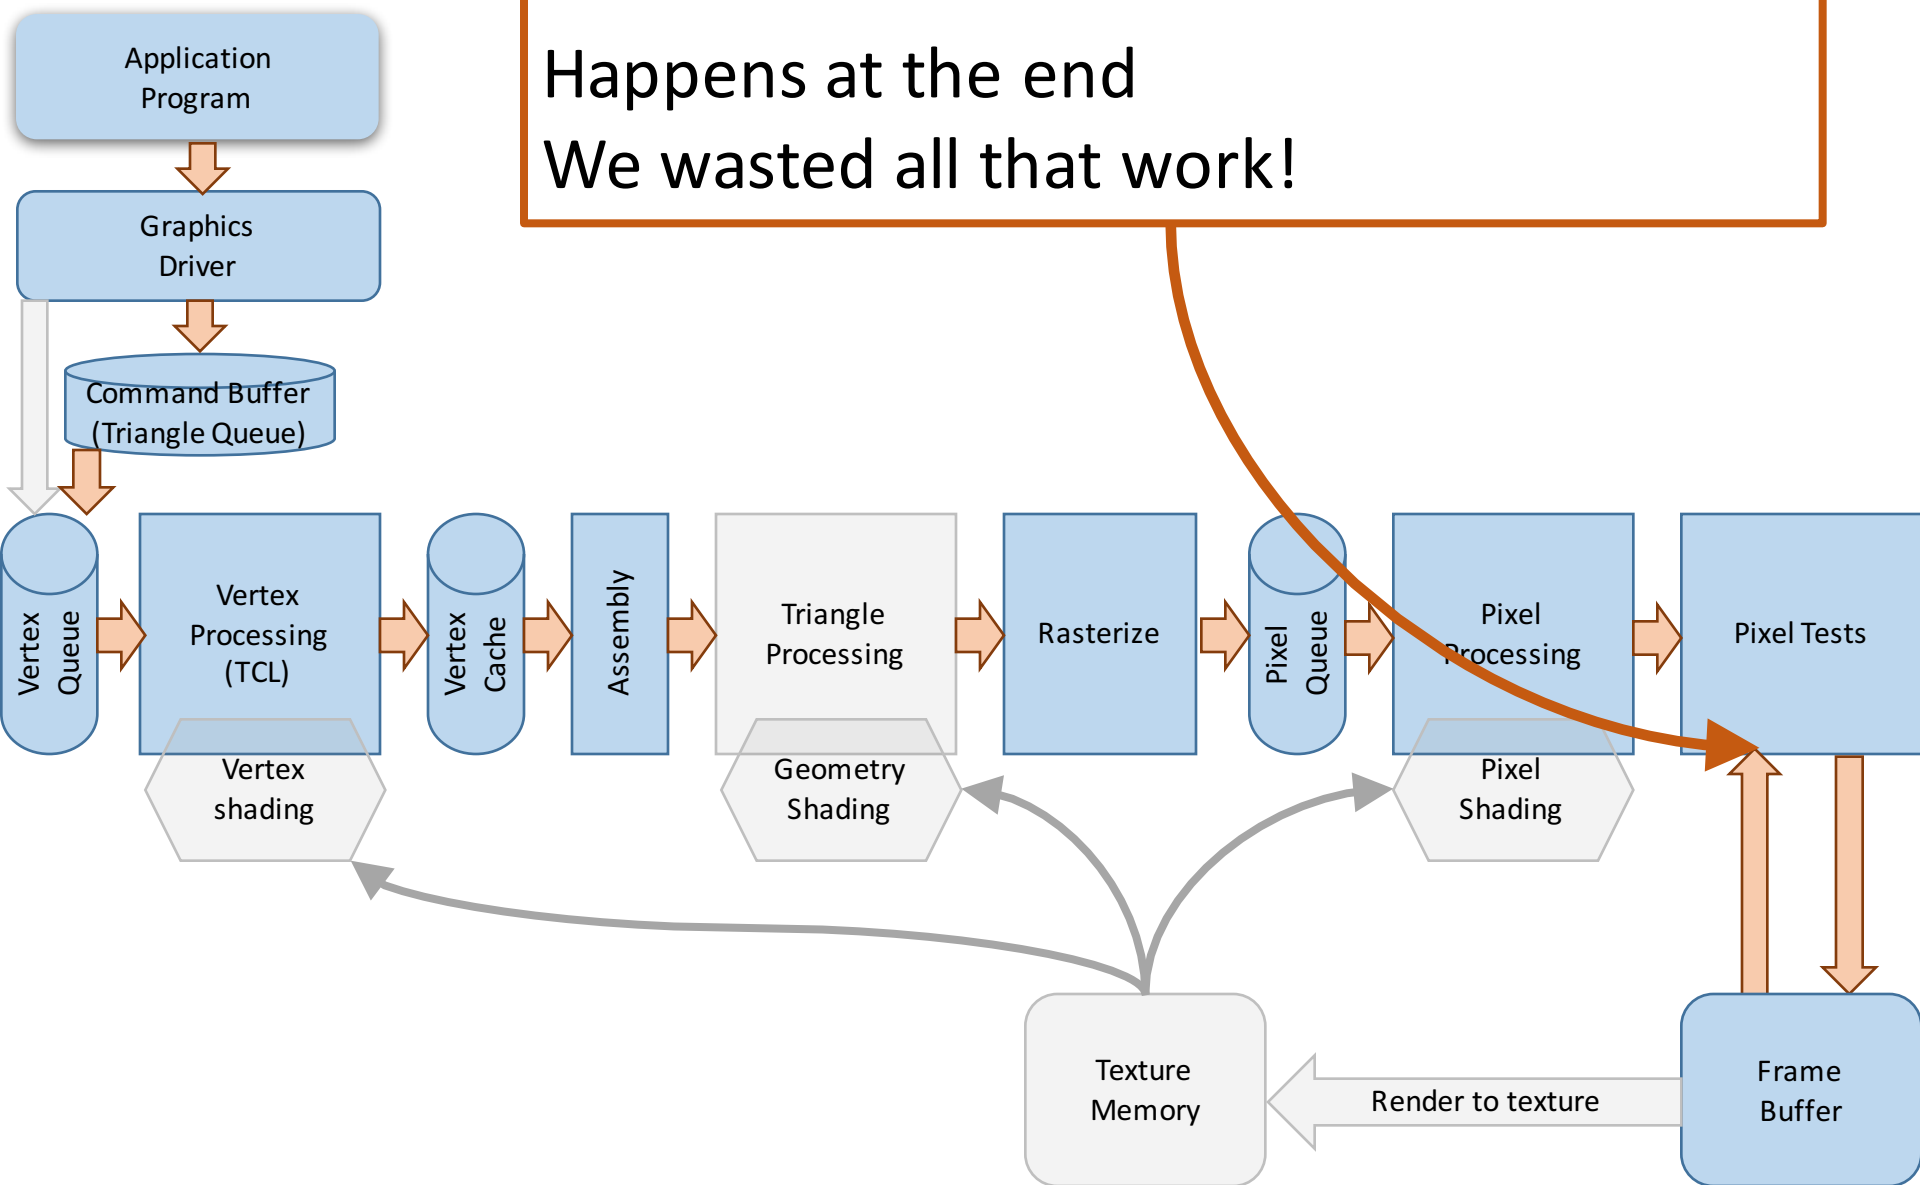 Application
Program
Happens at the end
We wasted all that work!
Graphics
Driver
Command Buffer
(Triangle Queue)
Vertex
Queue
Vertex
Processing
(TCL)
Vertex
Cache
Assembly
Triangle
Processing
Rasterize
Pixel
Queue
Pixel
Processing
Pixel Tests
Vertex
shading
Geometry
Shading
Pixel
Shading
Texture
Memory
Render to texture
Frame
Buffer